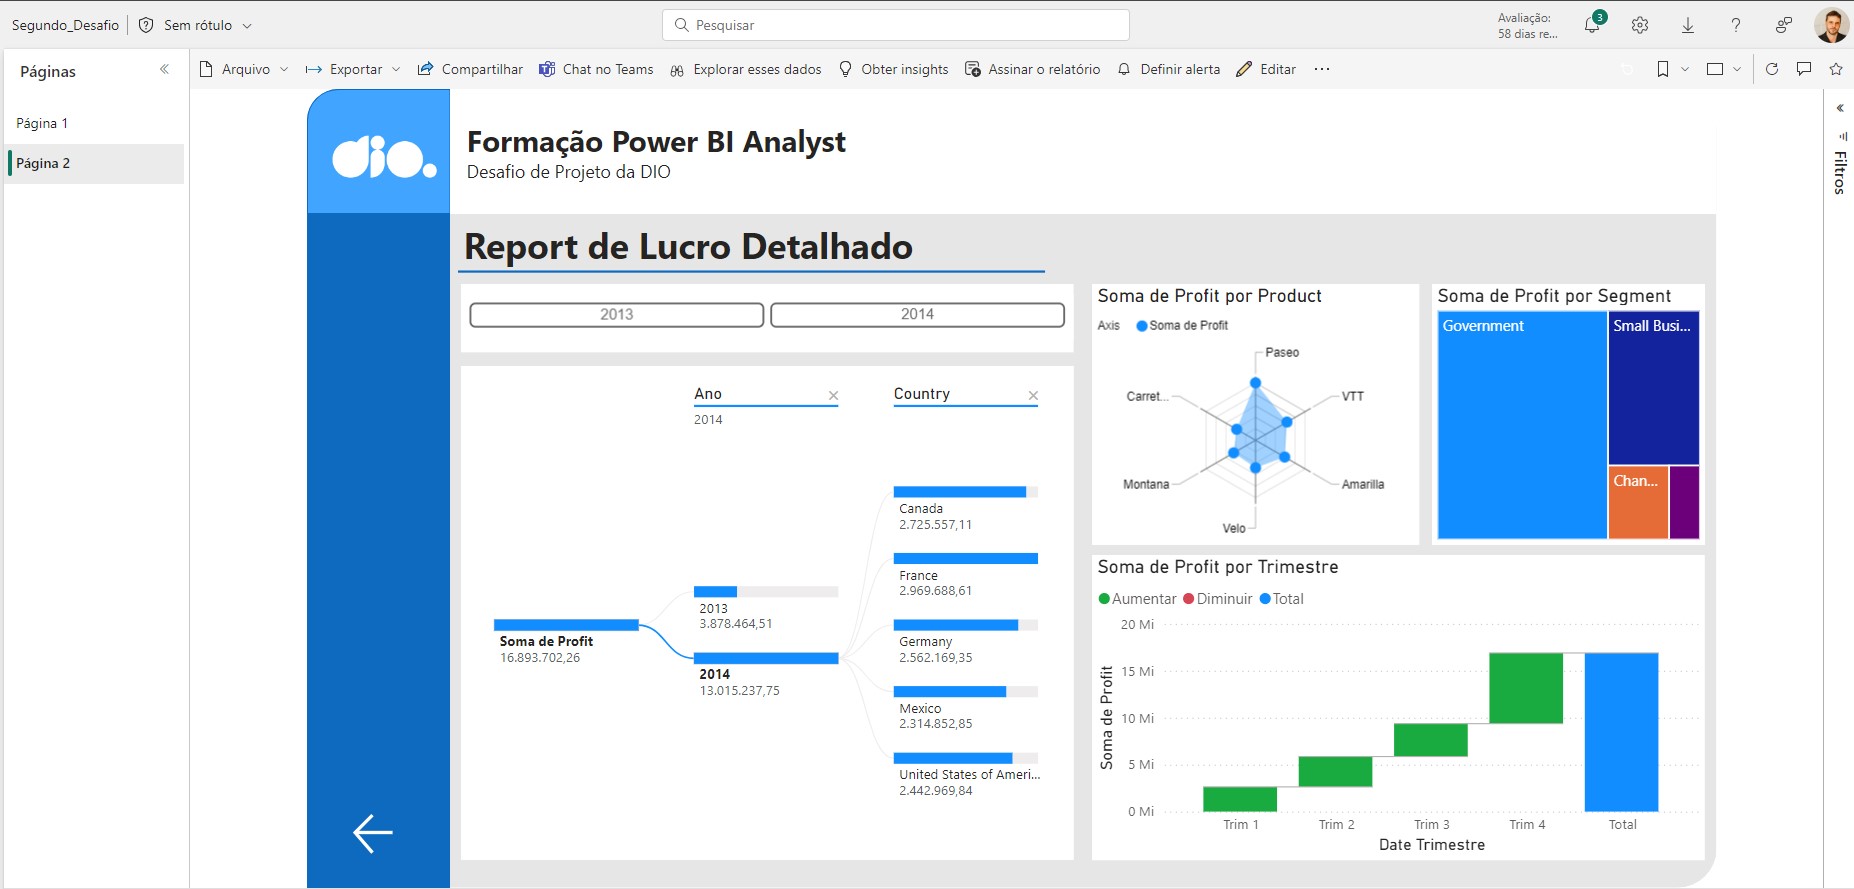 Segundo_Desafio
Sem rótulo
Pesquisar
Avaliação:
58 dias re...
3
Páginas
Página 1
Página 2
Arquivo
Exportar
Compartilhar
Chat no Teams
Explorar esses dados
Obter insights
Assinar o relatório
Definir alerta
Editar
Filtros
dio.
Formação Power BI Analyst
Desafio de Projeto da DIO
Report de Lucro Detalhado
2013
2014
Ano
2014
Country
Soma de Profit
16.893.702,26
2013
3.878.464,51
2014
13.015.237,75
Canada
2.725.557,11
France
2.969.688,61
Germany
2.562.169,35
Mexico
2.314.852,85
United States of Ameri...
2.442.969,84
Soma de Profit por Product
Axis Soma de Profit
Paseo
VTT
Amarilla
Velo
Montana
Carret...
Soma de Profit por Segment
Government
Small Busi...
Chan...
Soma de Profit por Trimestre
Aumentar Diminuir Total
Soma de Profit
20 Mi
15 Mi
10 Mi
5 Mi
0 Mi
Trim 1 Trim 2 Trim 3 Trim 4 Total
Date Trimestre